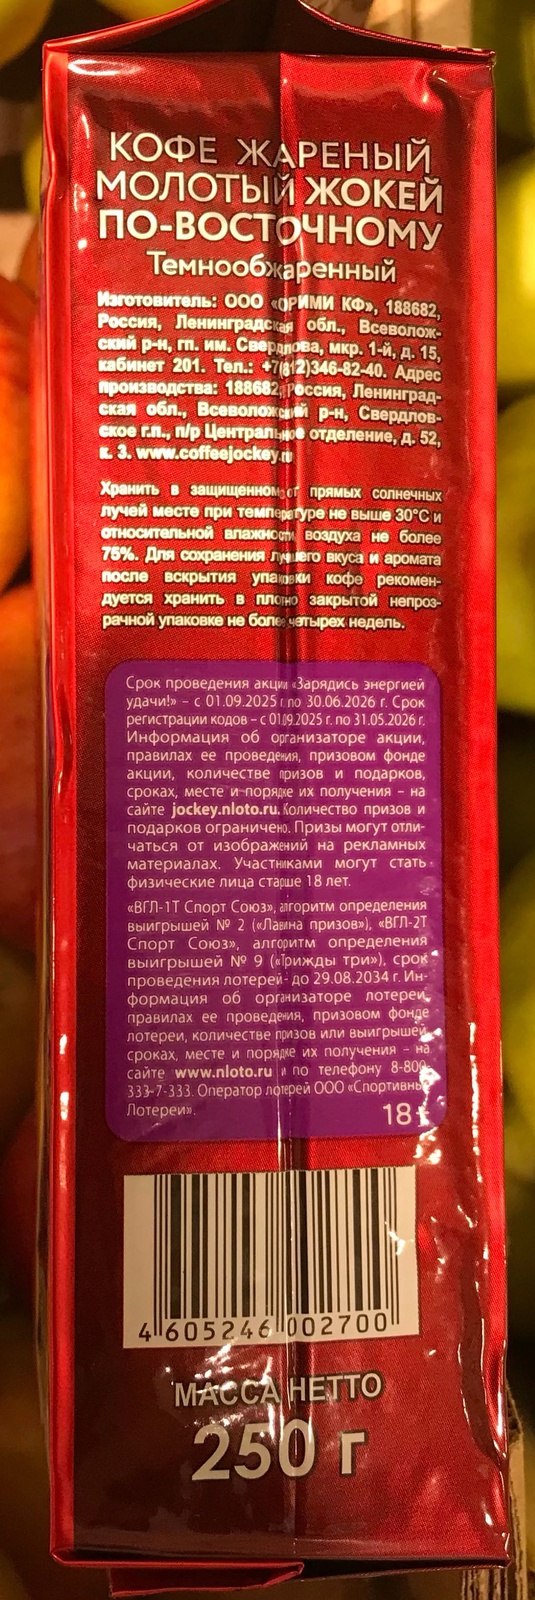 КОФЕ ЖАРЕНЫЙ
МОЛОТЫЙ ЖОКЕЙ
ПО-ВОСТОЧНОМУ
Темнообжаренный
Изготовитель: ООО «ОРИМИ КФ», 188682,
Россия, Ленинградская обл., Всеволож-
ский р-н, гп. им. Свердлова, мкр. 1-й, д. 15,
кабинет 201. Тел.: +7(812)346-82-40. Адрес
производства: 188682, Россия, Ленинград-
ская обл., Всеволожский р-н, Свердлов-
ское г.п., п/р Центральное отделение, д. 52,
к. 3. www.coffeejockey.ru
Хранить в защищенном от прямых солнечных
лучей месте при температуре не выше 30°С и
относительной влажности воздуха не более
75%. Для сохранения лучшего вкуса и аромата
после вскрытия упаковки кофе рекомен-
дуется хранить в плотно закрытой непроз-
рачной упаковке не более четырех недель.
Срок проведения акции «Зарядись энергией
удачи!» – с 01.09.2025 г. по 30.06.2026 г. Срок
регистрации кодов – с 01.09.2025 г. по 31.05.2026 г.
Информация об организаторе акции,
правилах ее проведения, призовом фонде
акции, количестве призов и подарков,
сроках, месте и порядке их получения – на
сайте jockey.nloto.ru. Количество призов и
подарков ограничено. Призы могут отли-
чаться от изображений на рекламных
материалах. Участниками могут стать
физические лица старше 18 лет.
«ВГЛ-1Т Спорт Союз», алгоритм определения
выигрышей № 2 («Лавина призов»), «ВГЛ-2Т
Спорт Союз», алгоритм определения
выигрышей № 9 («Трижды три»), срок
проведения лотерей- до 29.08.2034 г. Ин-
формация об организаторе лотереи,
правилах ее проведения, призовом фонде
лотереи, количестве призов или выигрышей,
сроках, месте и порядке их получения – на
сайте www.nloto.ru и по телефону 8-800-
333-7-333. Оператор лотерей ООО «Спортивные
Лотереи».
18+
4 605246 002700
МАССА НЕТТО
250 г